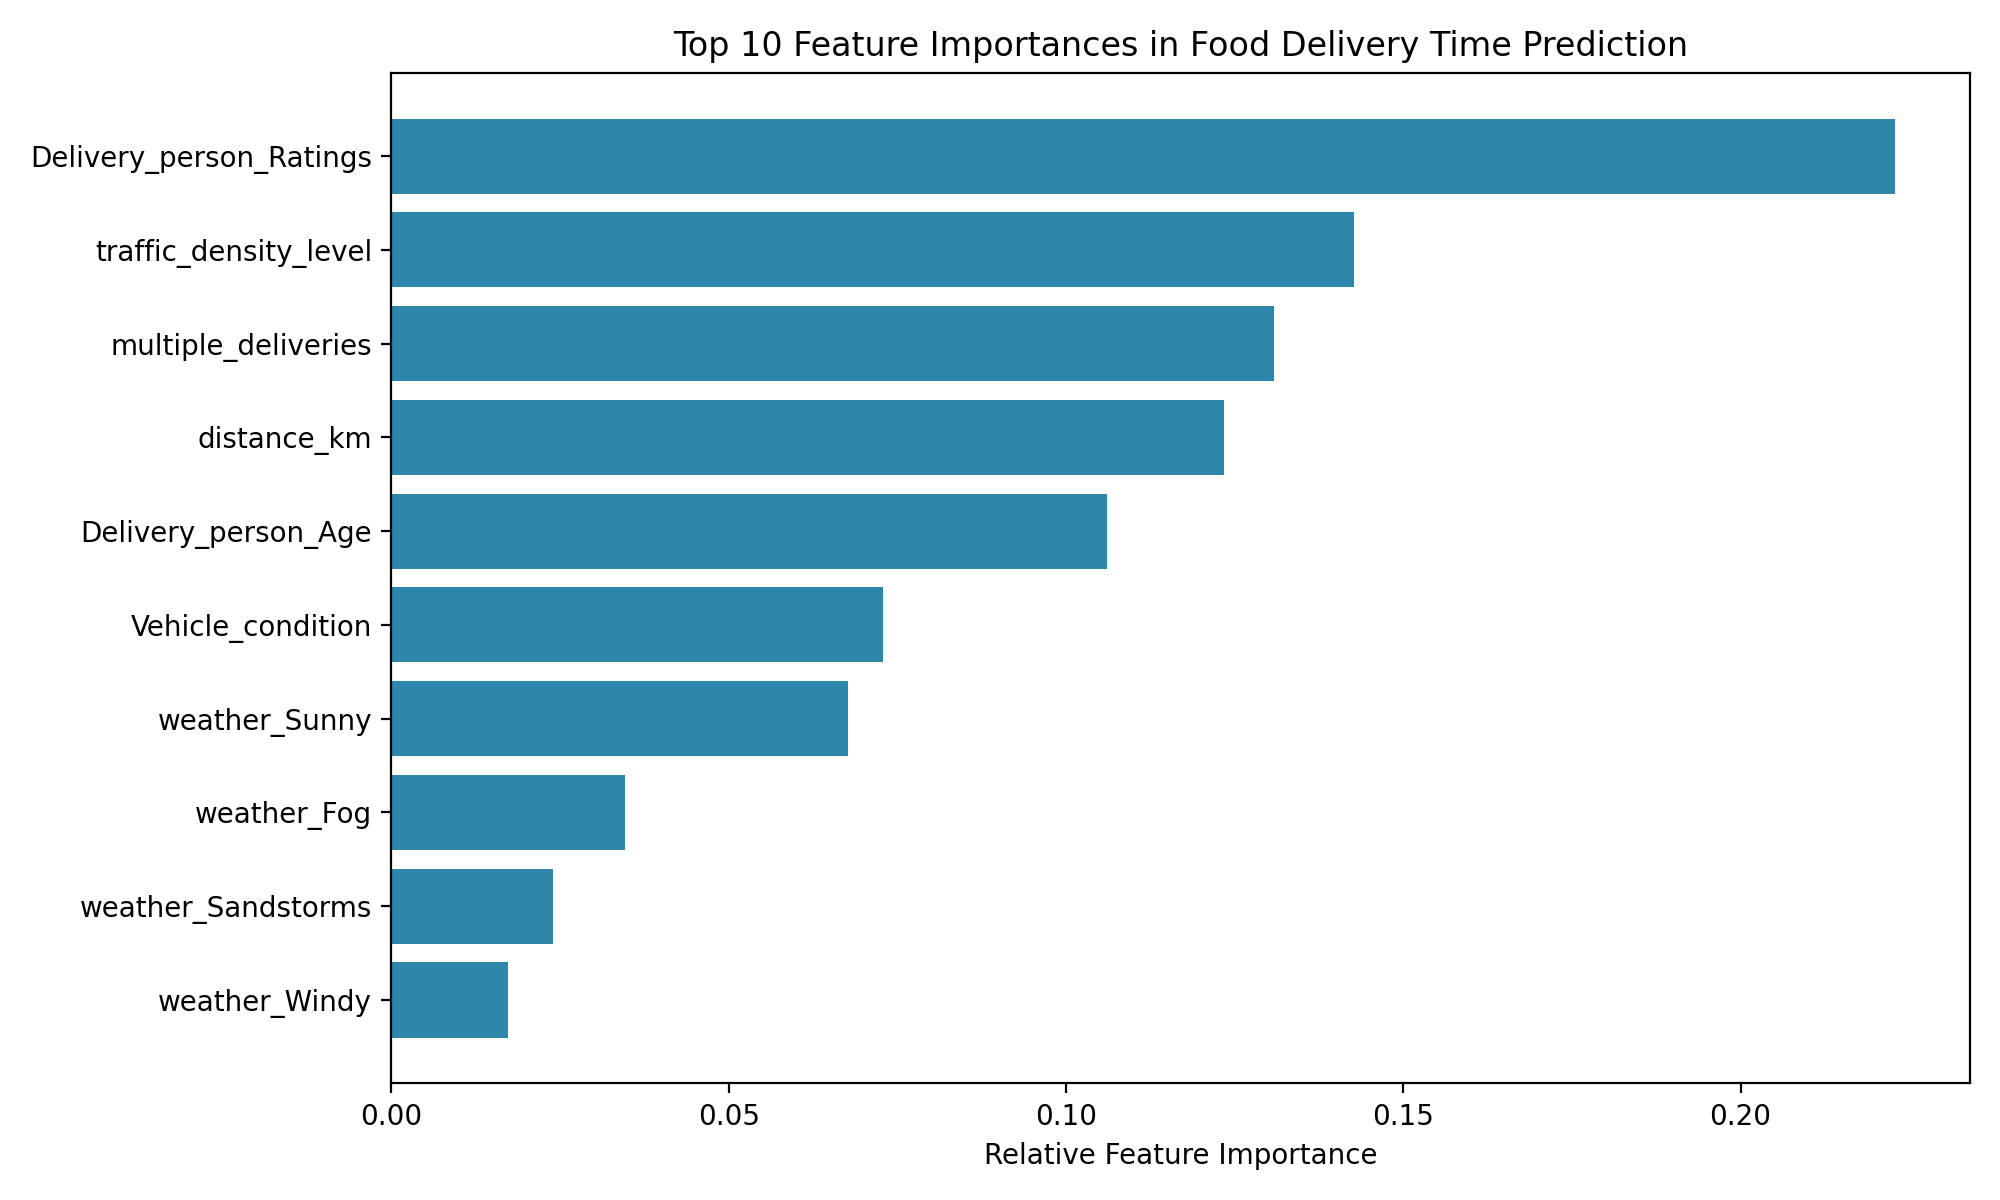 Top 10 Feature Importances in Food Delivery Time Prediction
Delivery_person_Ratings
traffic_density_level
multiple_deliveries
distance_km
Delivery_person_Age
Vehicle_condition
weather_Sunny
weather_Fog
weather_Sandstorms
weather_Windy
0.00 0.05 0.10 0.15 0.20
Relative Feature Importance